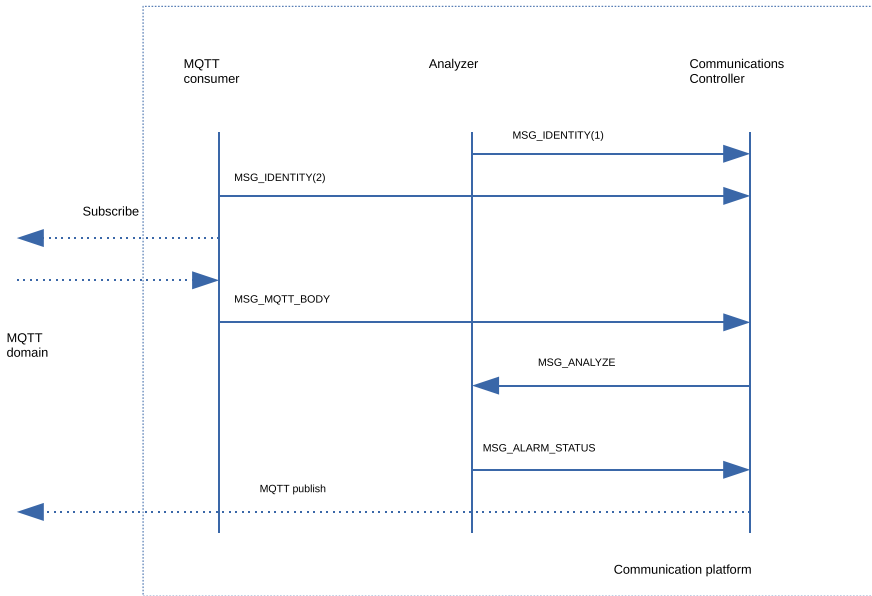 MQTT
consumer
Analyzer
Communications
Controller
MSG_IDENTITY(1)
MSG_IDENTITY(2)
Subscribe
MSG_MQTT_BODY
MQTT
domain
MSG_ANALYZE
MSG_ALARM_STATUS
MQTT publish
Communication platform